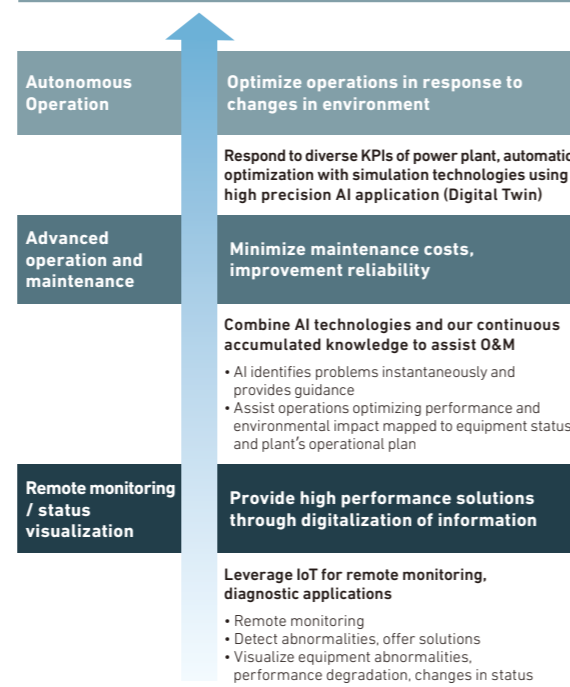 Autonomous
Operation
Optimize operations in response to
changes in environment
Respond to diverse KPIs of power plant, automatic
optimization with simulation technologies using
high precision AI application (Digital Twin)
Advanced
operation and
maintenance
Minimize maintenance costs,
improvement reliability
Combine AI technologies and our continuous
accumulated knowledge to assist O&M
• AI identifies problems instantaneously and
provides guidance
• Assist operations optimizing performance and
environmental impact mapped to equipment status
and plant's operational plan
Remote monitoring
/ status
visualization
Provide high performance solutions
through digitalization of information
Leverage IoT for remote monitoring,
diagnostic applications
• Remote monitoring
• Detect abnormalities, offer solutions
• Visualize equipment abnormalities,
performance degradation, changes in status